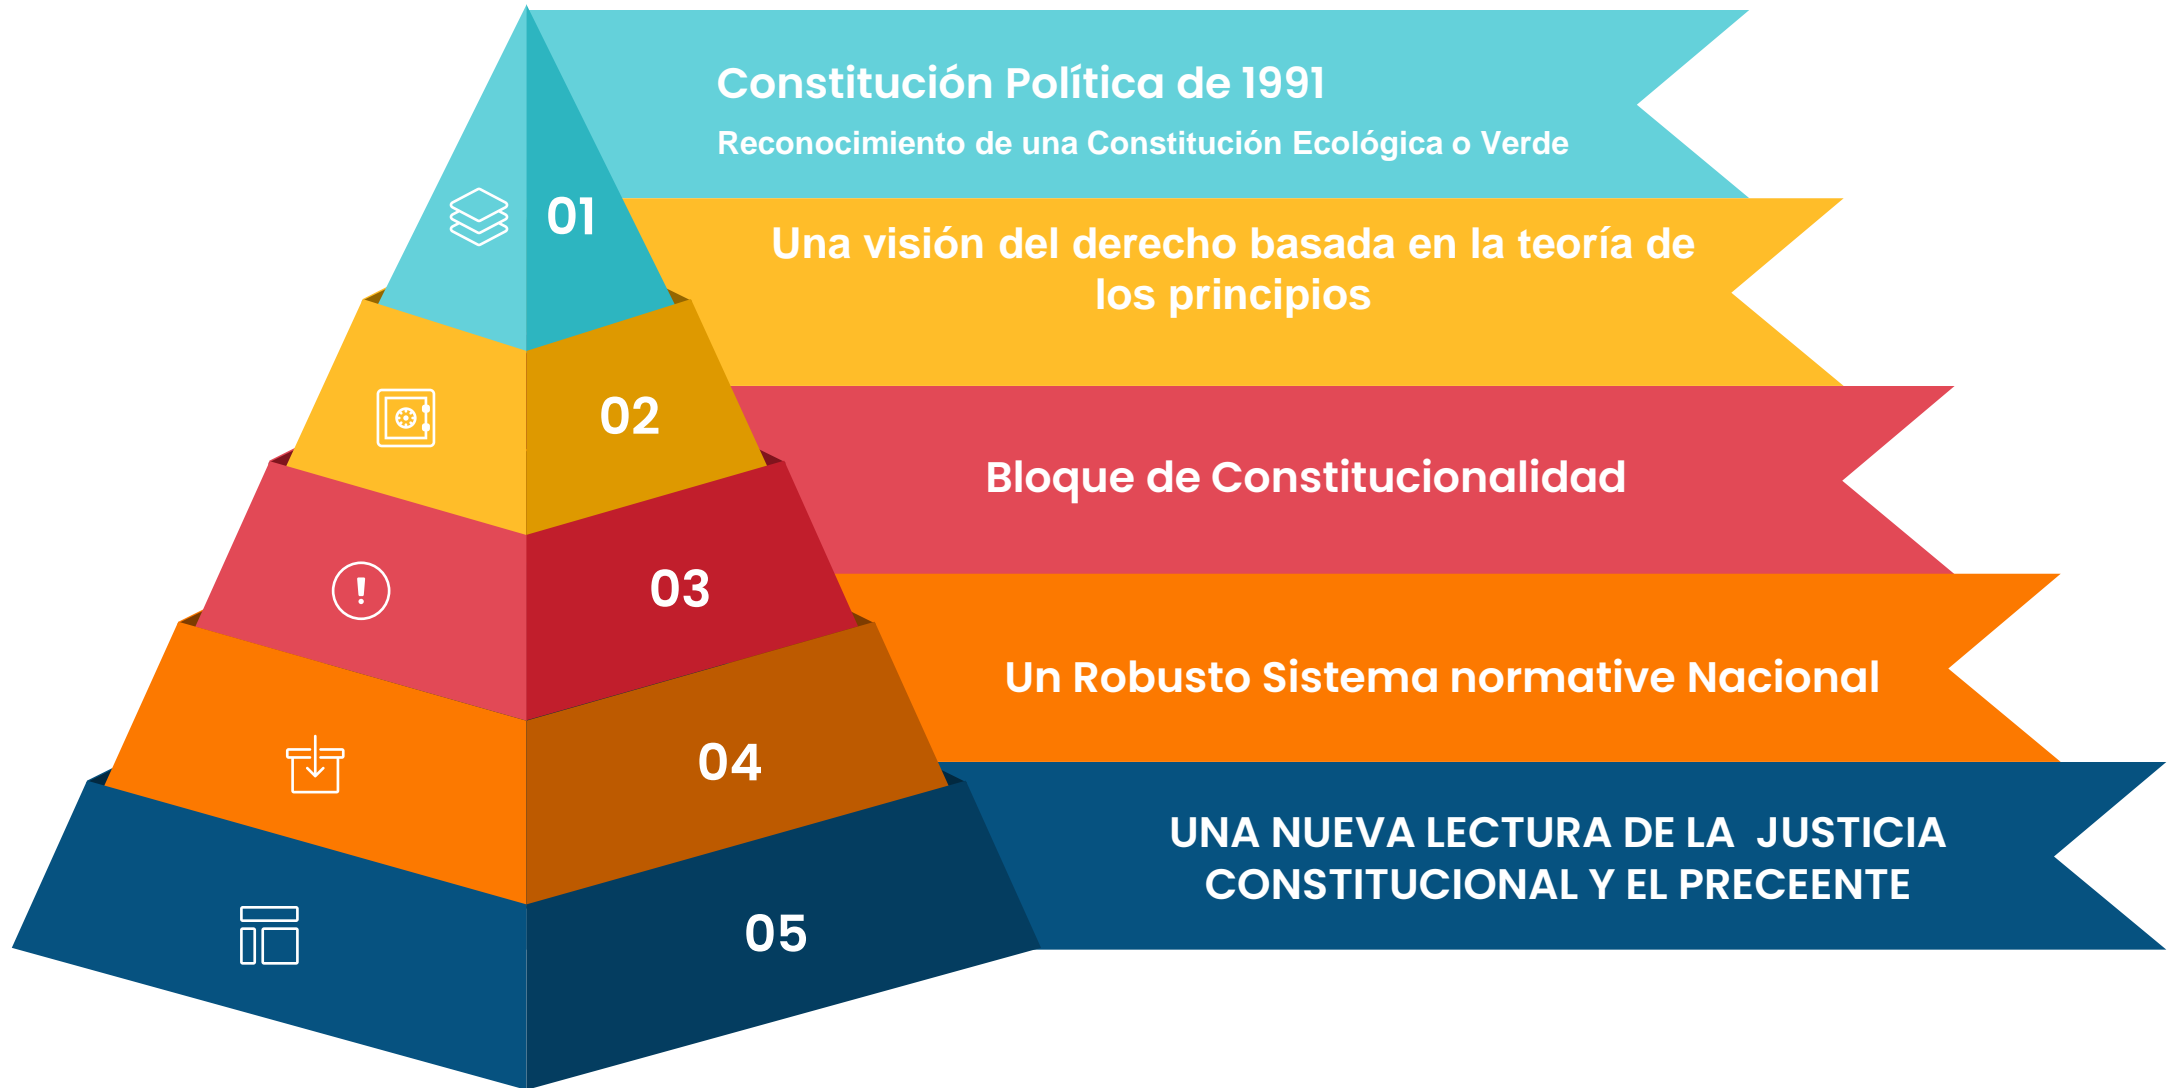 Constitución Política de 1991
Reconocimiento de una Constitución Ecológica o Verde
01
Una visión del derecho basada en la teoría de
los principios
02
Bloque de Constitucionalidad
03
Un Robusto Sistema normative Nacional
04
UNA NUEVA LECTURA DE LA JUSTICIA
CONSTITUCIONAL Y EL PRECEENTE
05